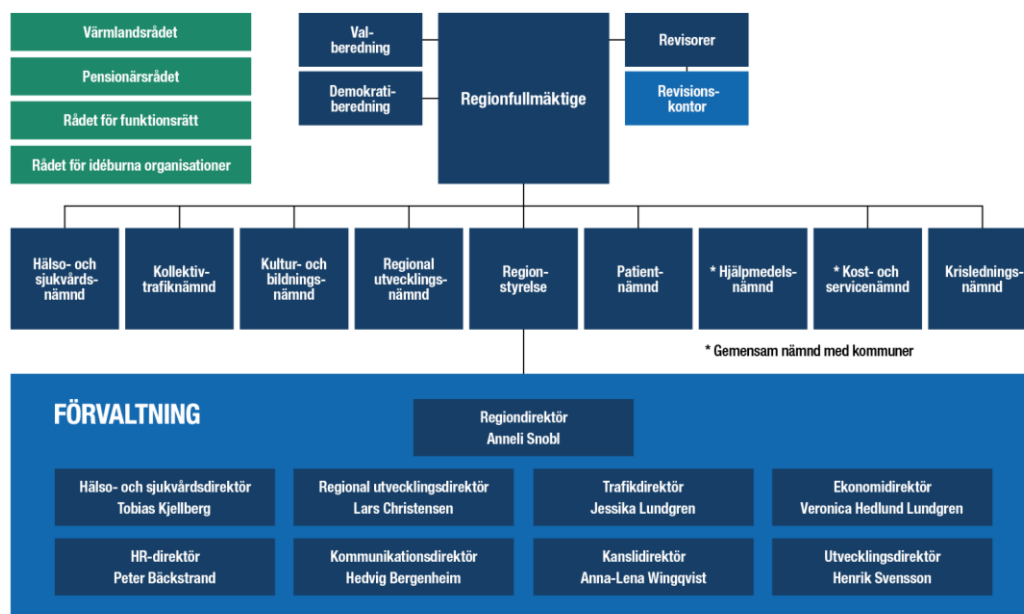 Värmlandsrådet
Pensionärsrådet
Rådet för funktionsrätt
Rådet för idéburna organisationer
Val-
beredning
Demokrati-
beredning
Regionfullmäktige
Revisorer
Revisions-
kontor
Hälso- och
sjukvårds-
nämnd
Kollektiv-
trafiknämnd
Kultur- och
bildnings-
nämnd
Regional
utvecklings-
nämnd
Region-
styrelse
Patient-
nämnd
* Hjälpmedels-
nämnd
* Kost- och
servicenämnd
Krislednings-
nämnd
* Gemensam nämnd med kommuner
FÖRVALTNING
Regiondirektör
Anneli Snobl
Hälso- och sjukvårdsdirektör
Tobias Kjellberg
Regional utvecklingsdirektör
Lars Christensen
Trafikdirektör
Jessika Lundgren
Ekonomidirektör
Veronica Hedlund Lundgren
HR-direktör
Peter Bäckstrand
Kommunikationsdirektör
Hedvig Bergenheim
Kanslidirektör
Anna-Lena Wingqvist
Utvecklingsdirektör
Henrik Svensson